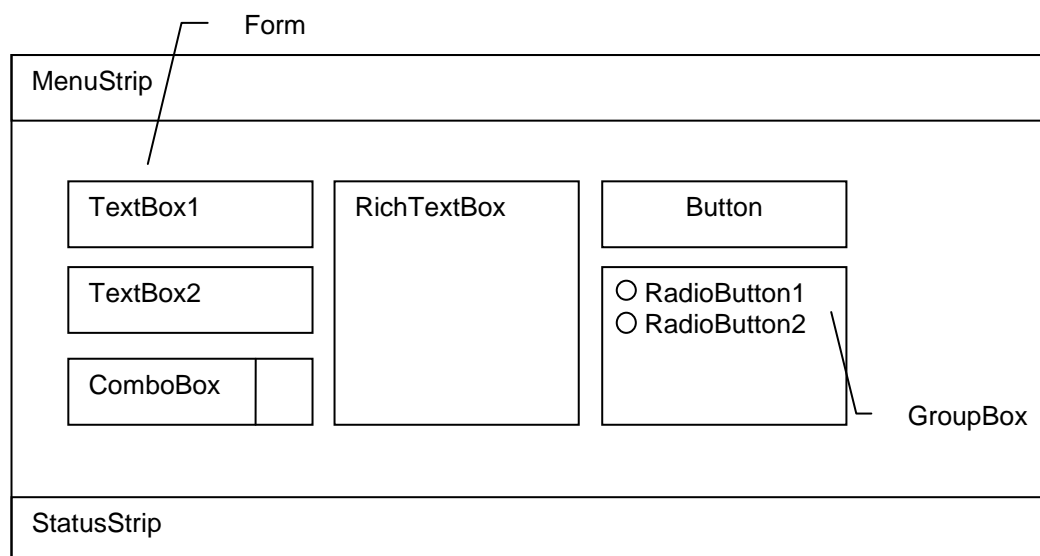 Form
MenuStrip
TextBox1
RichTextBox
Button
TextBox2
RadioButton1
RadioButton2
ComboBox
GroupBox
StatusStrip